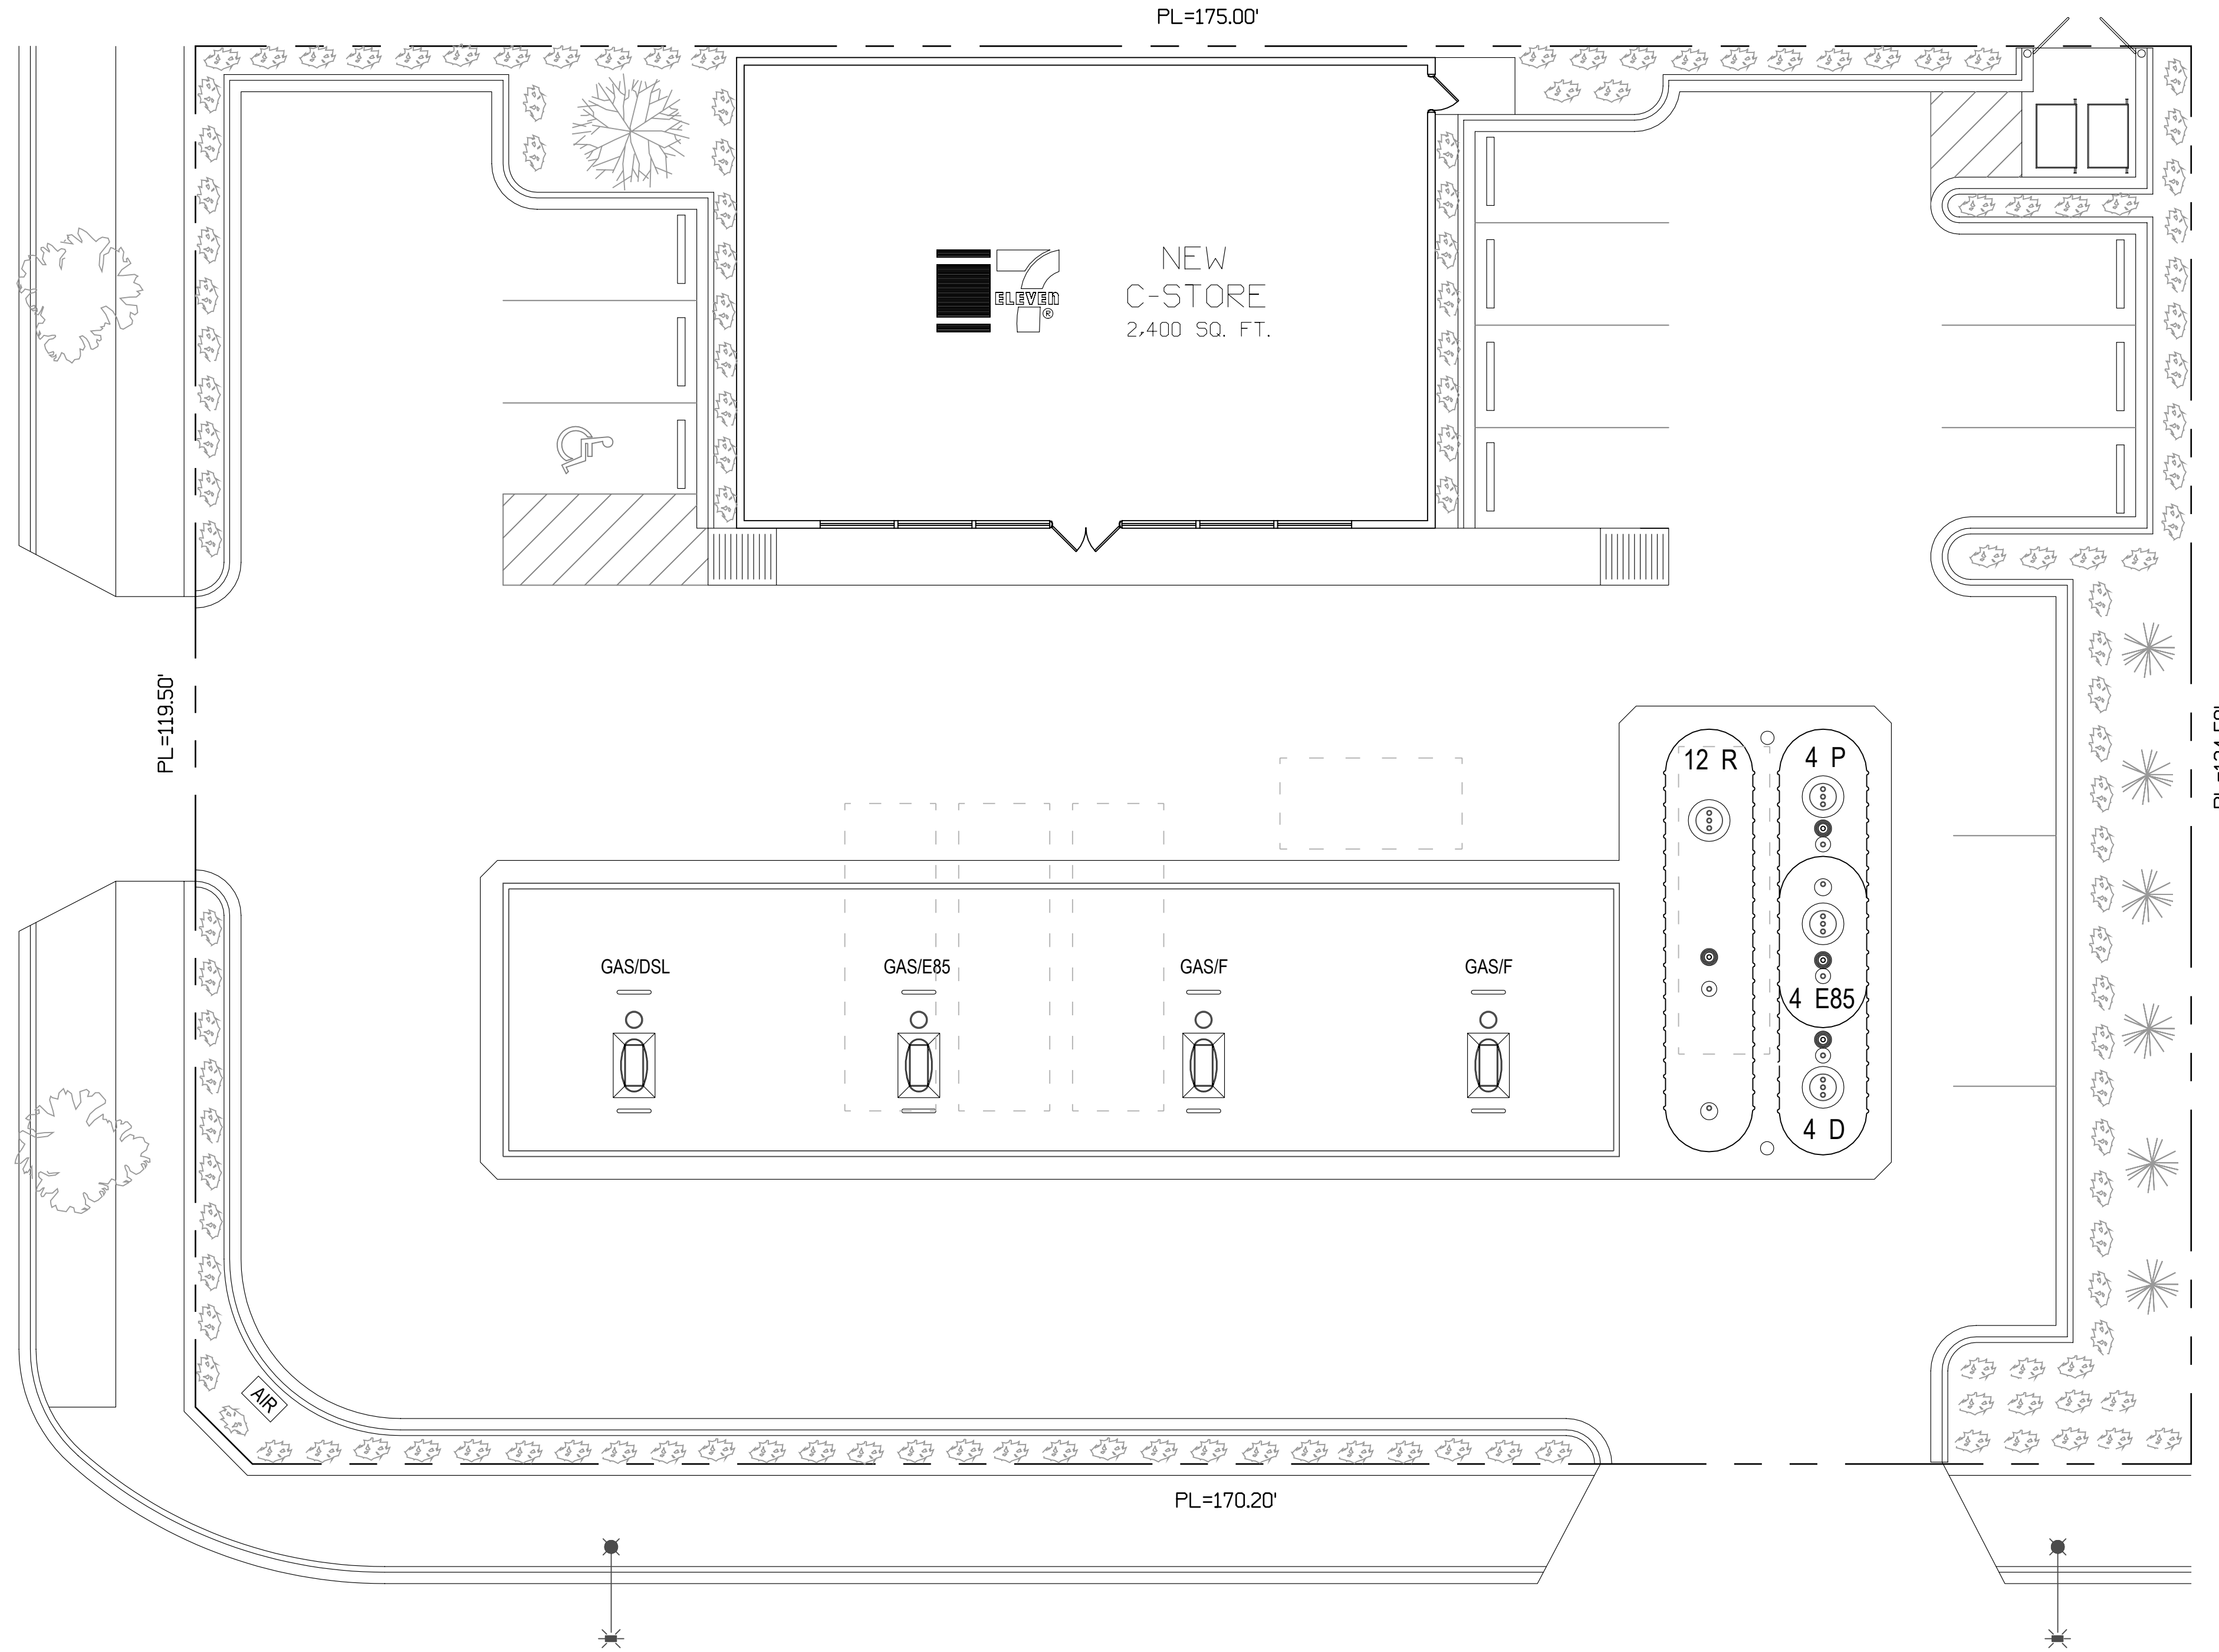 PL=175.00'
ELEVEn
®
NEW
C-STORE
2,400 SQ. FT.
PL=119.50'
12 R
4 P
GAS/DSL
GAS/E85
GAS/F
GAS/F
4 E85
4 D
AIR
PL=170.20'